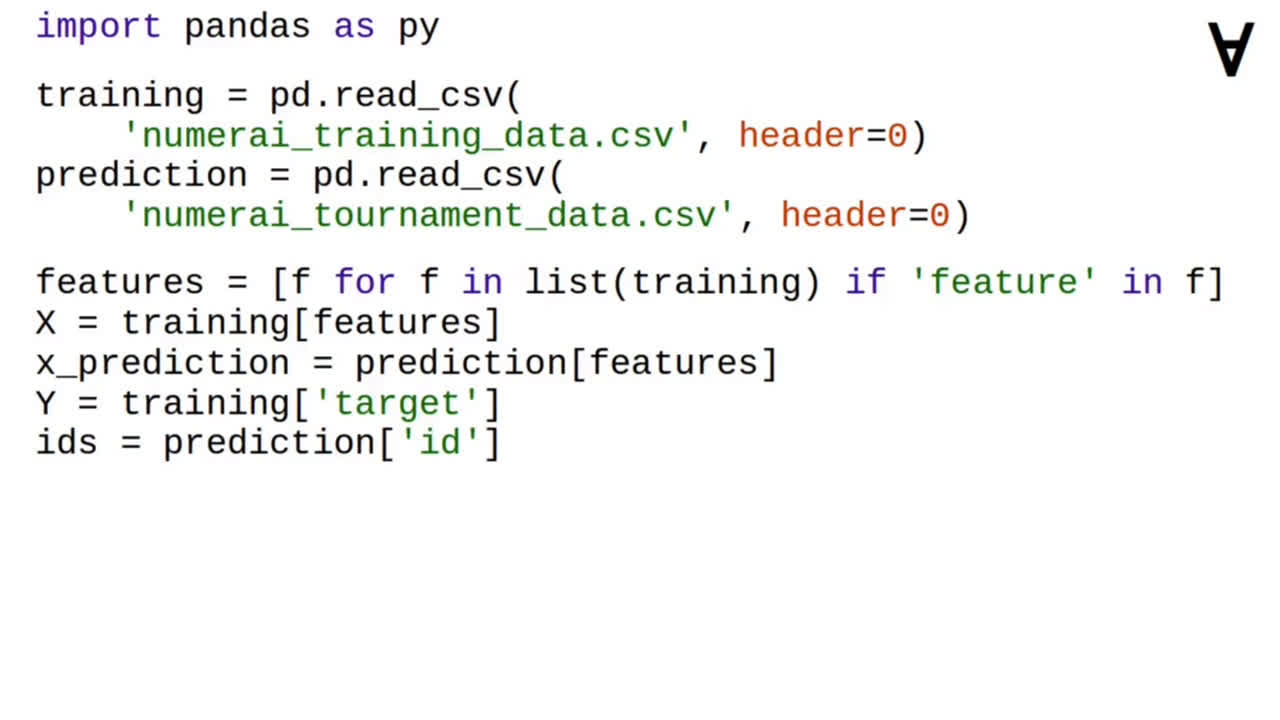 import pandas as py
∀
training = pd.read_csv(
    'numerai_training_data.csv', header=0)
prediction = pd.read_csv(
    'numerai_tournament_data.csv', header=0)
features = [f for f in list(training) if 'feature' in f]
X = training[features]
x_prediction = prediction[features]
Y = training['target']
ids = prediction['id']